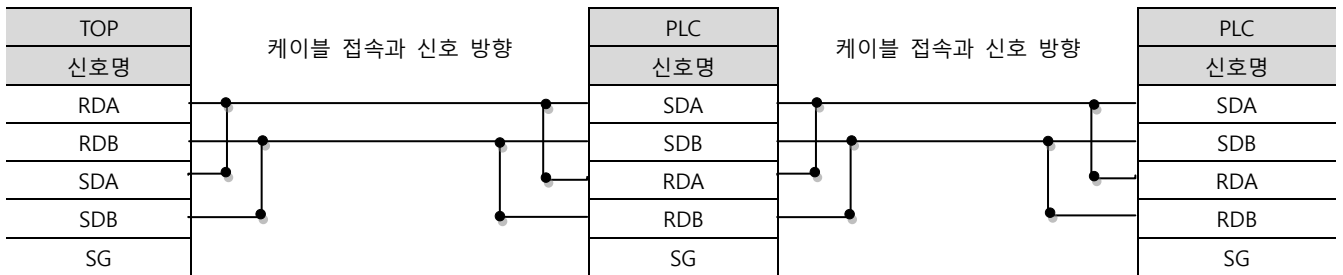 TOP 케이블 접속과 신호 방향 PLC 케이블 접속과 신호 방향 PLC
신호명 신호명 신호명
RDA SDA SDA
RDB SDB SDB
SDA RDA RDA
SDB RDB RDB
SG SG SG